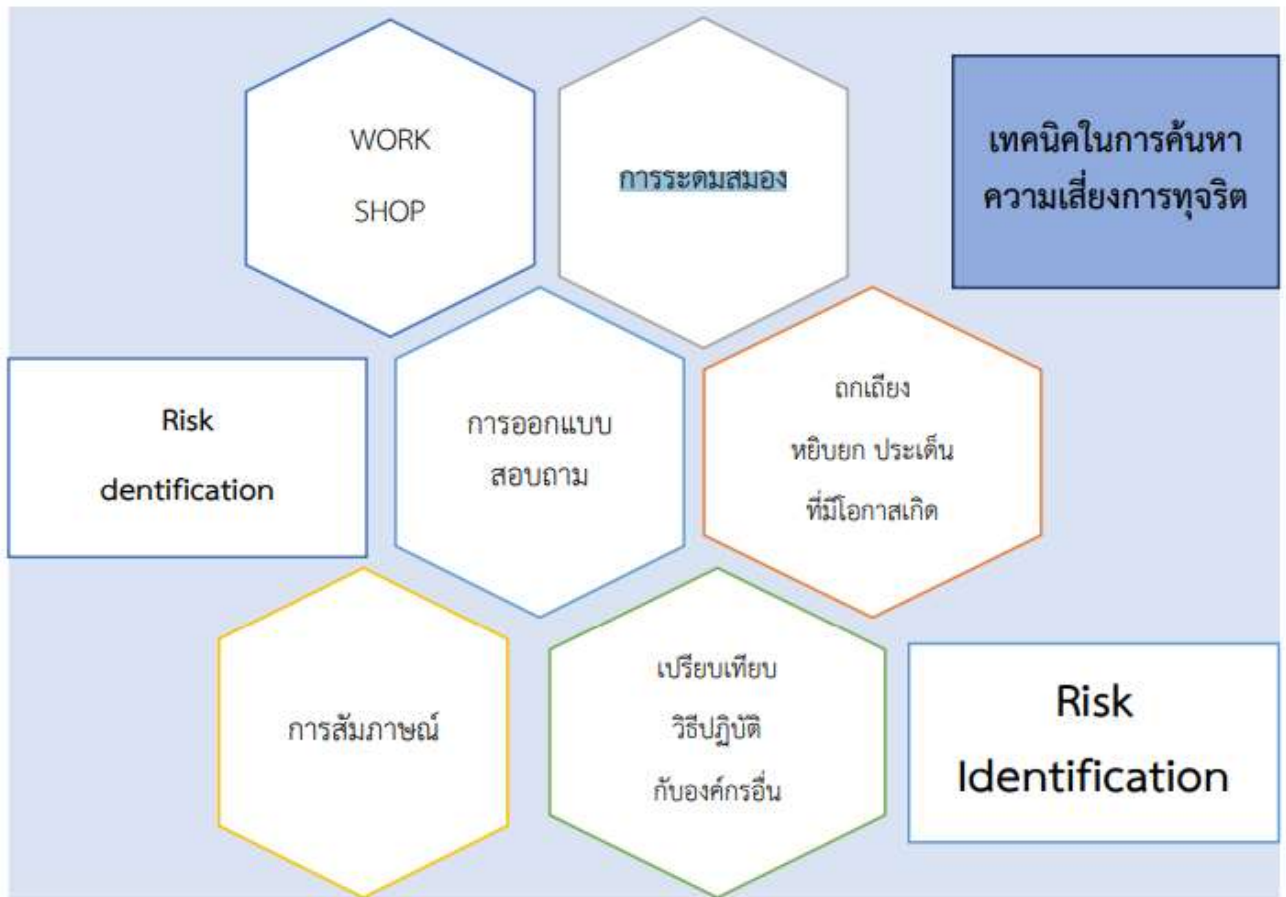 WORK
SHOP
การระดมสมอง
เทคนิคในการค้นหา
ความเสี่ยงการทุจริต
Risk
dentification
การออกแบบ
สอบถาม
ถกเถียง
หยิบยก ประเด็น
ที่มีโอกาสเกิด
การสัมภาษณ์
เปรียบเทียบ
วิธีปฏิบัติ
กับองค์กรอื่น
Risk
Identification